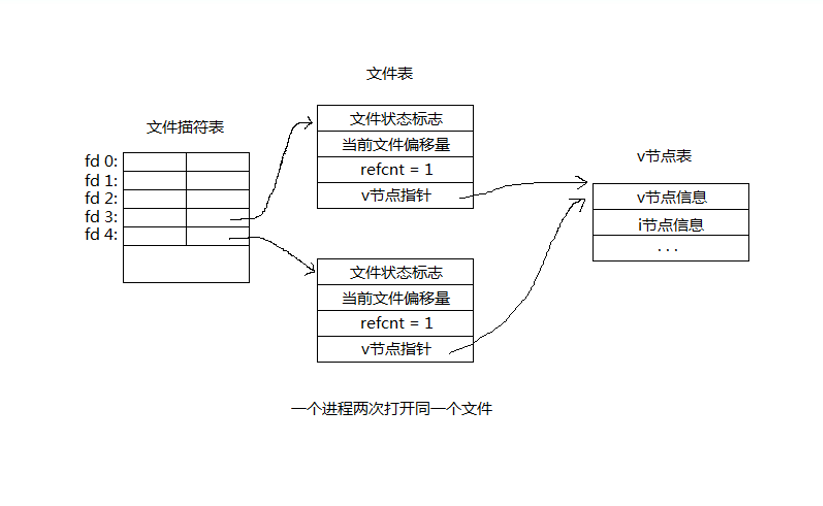 文件表
文件描符表
fd 0:
fd 1:
fd 2:
fd 3:
fd 4:
文件状态标志
当前文件偏移量
refcnt = 1
v节点指针
文件状态标志
当前文件偏移量
refcnt = 1
v节点指针
v节点表
v节点信息
i节点信息
...
一个进程两次打开同一个文件